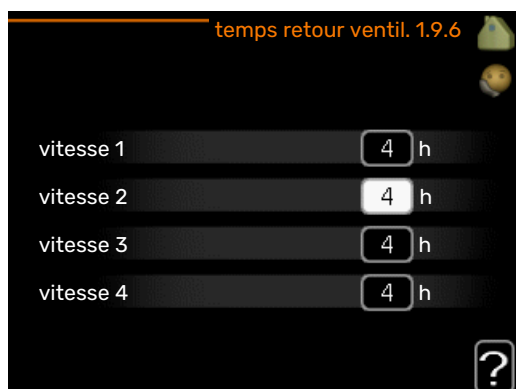 temps retour ventil. 1.9.6
vitesse 1 4 h
vitesse 2 4 h
vitesse 3 4 h
vitesse 4 4 h
?